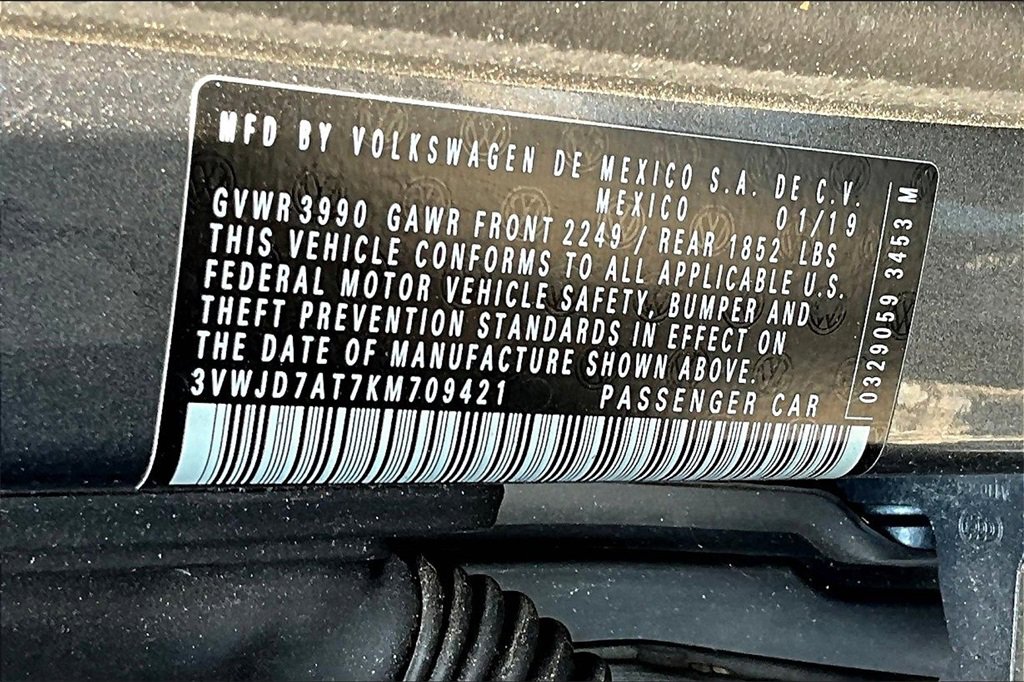 MFD BY VOLKSWAGEN DE MEXICO S.A. DE C.V.
MEXICO 01/19
GVWR3990 GAWR FRONT 2249 / REAR 1852 LBS
THIS VEHICLE CONFORMS TO ALL APPLICABLE U.S.
FEDERAL MOTOR VEHICLE SAFETY, BUMPER AND
THEFT PREVENTION STANDARDS IN EFFECT ON
THE DATE OF MANUFACTURE SHOWN ABOVE.
3VWJD7AT7KM709421 PASSENGER CAR
0329059 3453 M